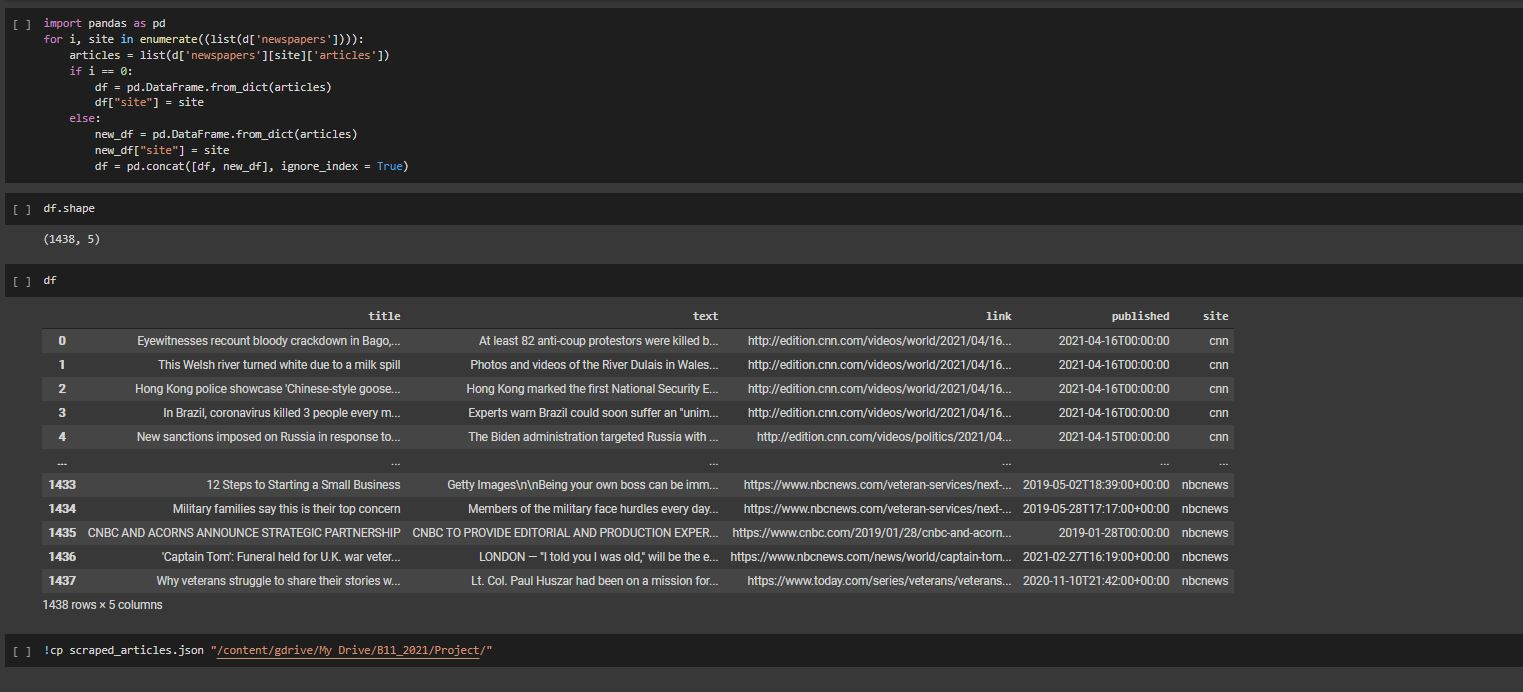 [ ] import pandas as pd
for i, site in enumerate((list(d['newspapers']))):
    articles = list(d['newspapers'][site]['articles'])
    if i == 0:
        df = pd.DataFrame.from_dict(articles)
        df["site"] = site
    else:
        new_df = pd.DataFrame.from_dict(articles)
        new_df["site"] = site
        df = pd.concat([df, new_df], ignore_index = True)
[ ] df.shape
(1438, 5)
[ ] df
title text link published site
0 Eyewitnesses recount bloody crackdown in Bago,... At least 82 anti-coup protestors were killed b... http://edition.cnn.com/videos/world/2021/04/16... 2021-04-16T00:00:00 cnn
1 This Welsh river turned white due to a milk spill Photos and videos of the River Dulais in Wales... http://edition.cnn.com/videos/world/2021/04/16... 2021-04-16T00:00:00 cnn
2 Hong Kong police showcase 'Chinese-style goose... Hong Kong marked the first National Security E... http://edition.cnn.com/videos/world/2021/04/16... 2021-04-16T00:00:00 cnn
3 In Brazil, coronavirus killed 3 people every m... Experts warn Brazil could soon suffer an "unim... http://edition.cnn.com/videos/world/2021/04/16... 2021-04-16T00:00:00 cnn
4 New sanctions imposed on Russia in response to... The Biden administration targeted Russia with ... http://edition.cnn.com/videos/politics/2021/04... 2021-04-15T00:00:00 cnn
... ... ... ... ... ...
1433 12 Steps to Starting a Small Business Getty Images\n\nBeing your own boss can be imm... https://www.nbcnews.com/veteran-services/next-... 2019-05-02T18:39:00+00:00 nbcnews
1434 Military families say this is their top concern Members of the military face hurdles every day... https://www.nbcnews.com/veteran-services/next-... 2019-05-28T17:17:00+00:00 nbcnews
1435 CNBC AND ACORNS ANNOUNCE STRATEGIC PARTNERSHIP CNBC TO PROVIDE EDITORIAL AND PRODUCTION EXPER... https://www.cnbc.com/2019/01/28/cnbc-and-acorn... 2019-01-28T00:00:00 nbcnews
1436 'Captain Tom': Funeral held for U.K. war veter... LONDON — "I told you I was old," will be the e... https://www.nbcnews.com/news/world/captain-tom... 2021-02-27T16:19:00+00:00 nbcnews
1437 Why veterans struggle to share their stories w... Lt. Col. Paul Huszar had been on a mission for... https://www.today.com/series/veterans/veterans... 2020-11-10T21:42:00+00:00 nbcnews
1438 rows × 5 columns
[ ] !cp scraped_articles.json "/content/gdrive/My Drive/B11_2021/Project/"